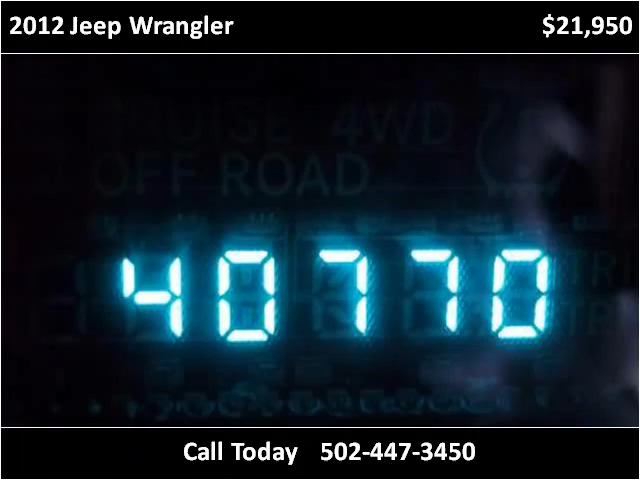 2012 Jeep Wrangler $21,950
CRUISE 4WD
OFF ROAD
40770
Call Today 502-447-3450